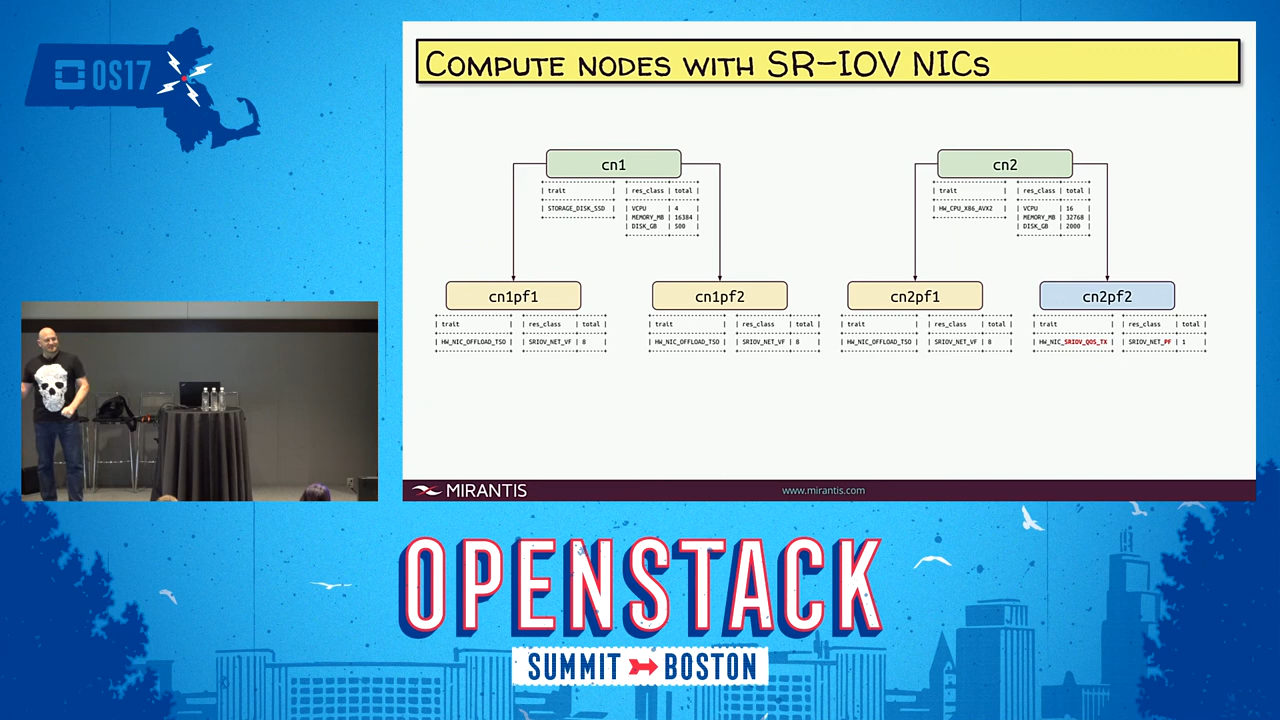 OS17
COMPUTE NODES WITH SR-IOV NICS
cn1
| trait | | res_class | total |
| STORAGE_DISK_SSD | | VCPU | 4 |
| MEMORY_MB | 16384 |
| DISK_GB | 500 |
cn2
| trait | | res_class | total |
| HW_CPU_X86_AVX2 | | VCPU | 16 |
| MEMORY_MB | 32768 |
| DISK_GB | 2000 |
cn1pf1
| trait | | res_class | total |
| HW_NIC_OFFLOAD_TSO | | SRIOV_NET_VF | 8 |
cn1pf2
| trait | | res_class | total |
| HW_NIC_OFFLOAD_TSO | | SRIOV_NET_VF | 8 |
cn2pf1
| trait | | res_class | total |
| HW_NIC_OFFLOAD_TSO | | SRIOV_NET_VF | 8 |
cn2pf2
| trait | | res_class | total |
| HW_NIC_SRIOV_QOS_TX | | SRIOV_NET_PF | 1 |
MIRANTIS
www.mirantis.com
OPENSTACK
SUMMIT BOSTON